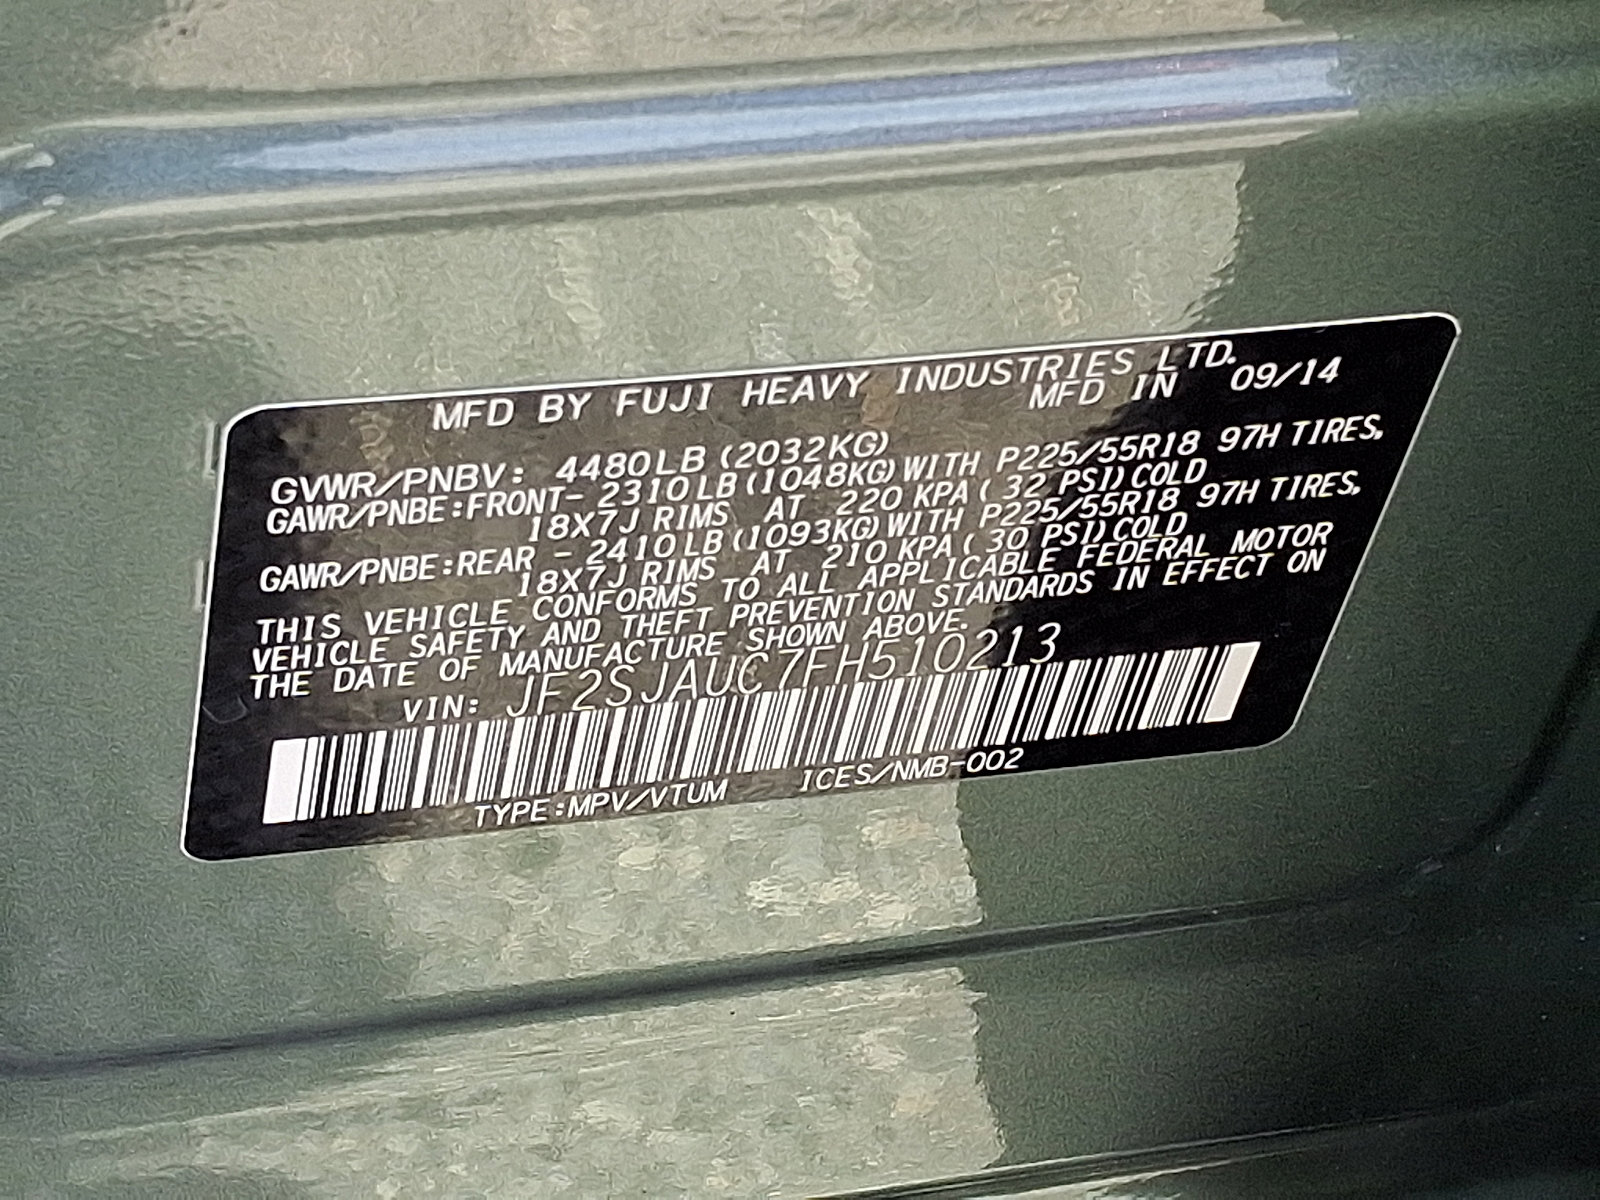 MFD BY FUJI HEAVY INDUSTRIES LTD.
MFD IN 09/14
GVWR/PNBV: 4480LB (2032KG)
GAWR/PNBE:FRONT- 2310LB(1048KG)WITH P225/55R18 97H TIRES,
18X7J RIMS AT 220 KPA( 32 PSI)COLD
GAWR/PNBE:REAR - 2410LB(1093KG)WITH P225/55R18 97H TIRES,
18X7J RIMS AT 210 KPA( 30 PSI)COLD
THIS VEHICLE CONFORMS TO ALL APPLICABLE FEDERAL MOTOR
VEHICLE SAFETY AND THEFT PREVENTION STANDARDS IN EFFECT ON
THE DATE OF MANUFACTURE SHOWN ABOVE.
VIN: JF2SJAUC7FH510213
TYPE:MPV/VTUM ICES/NMB-002